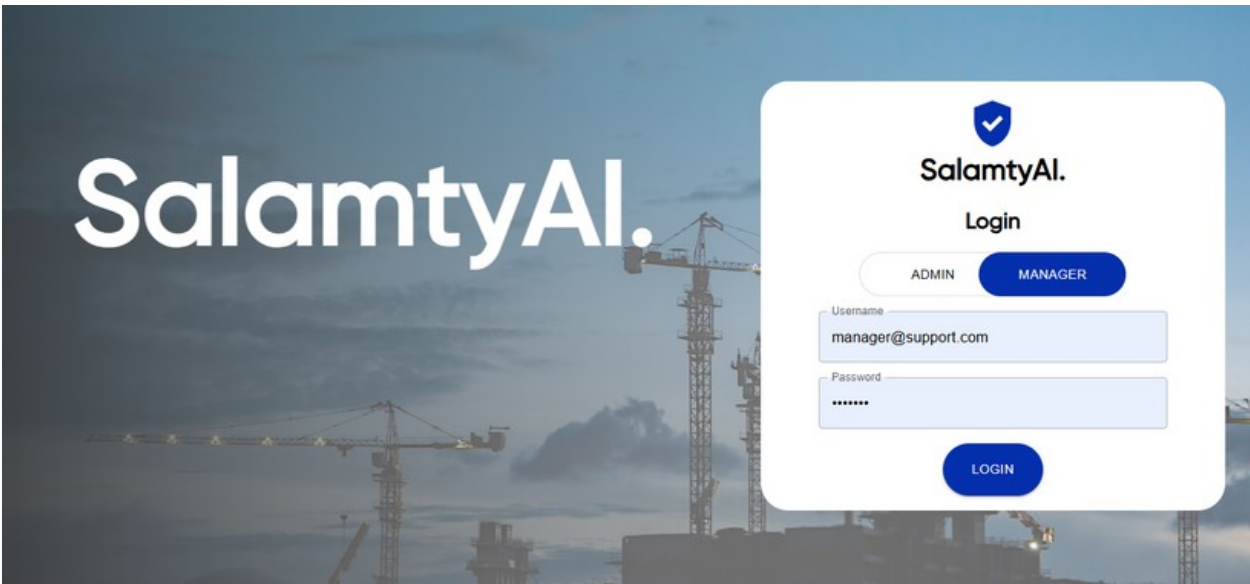 SalamtyAI.
SalamtyAI.
Login
ADMIN MANAGER
Username
manager@support.com
Password
•••••••
LOGIN